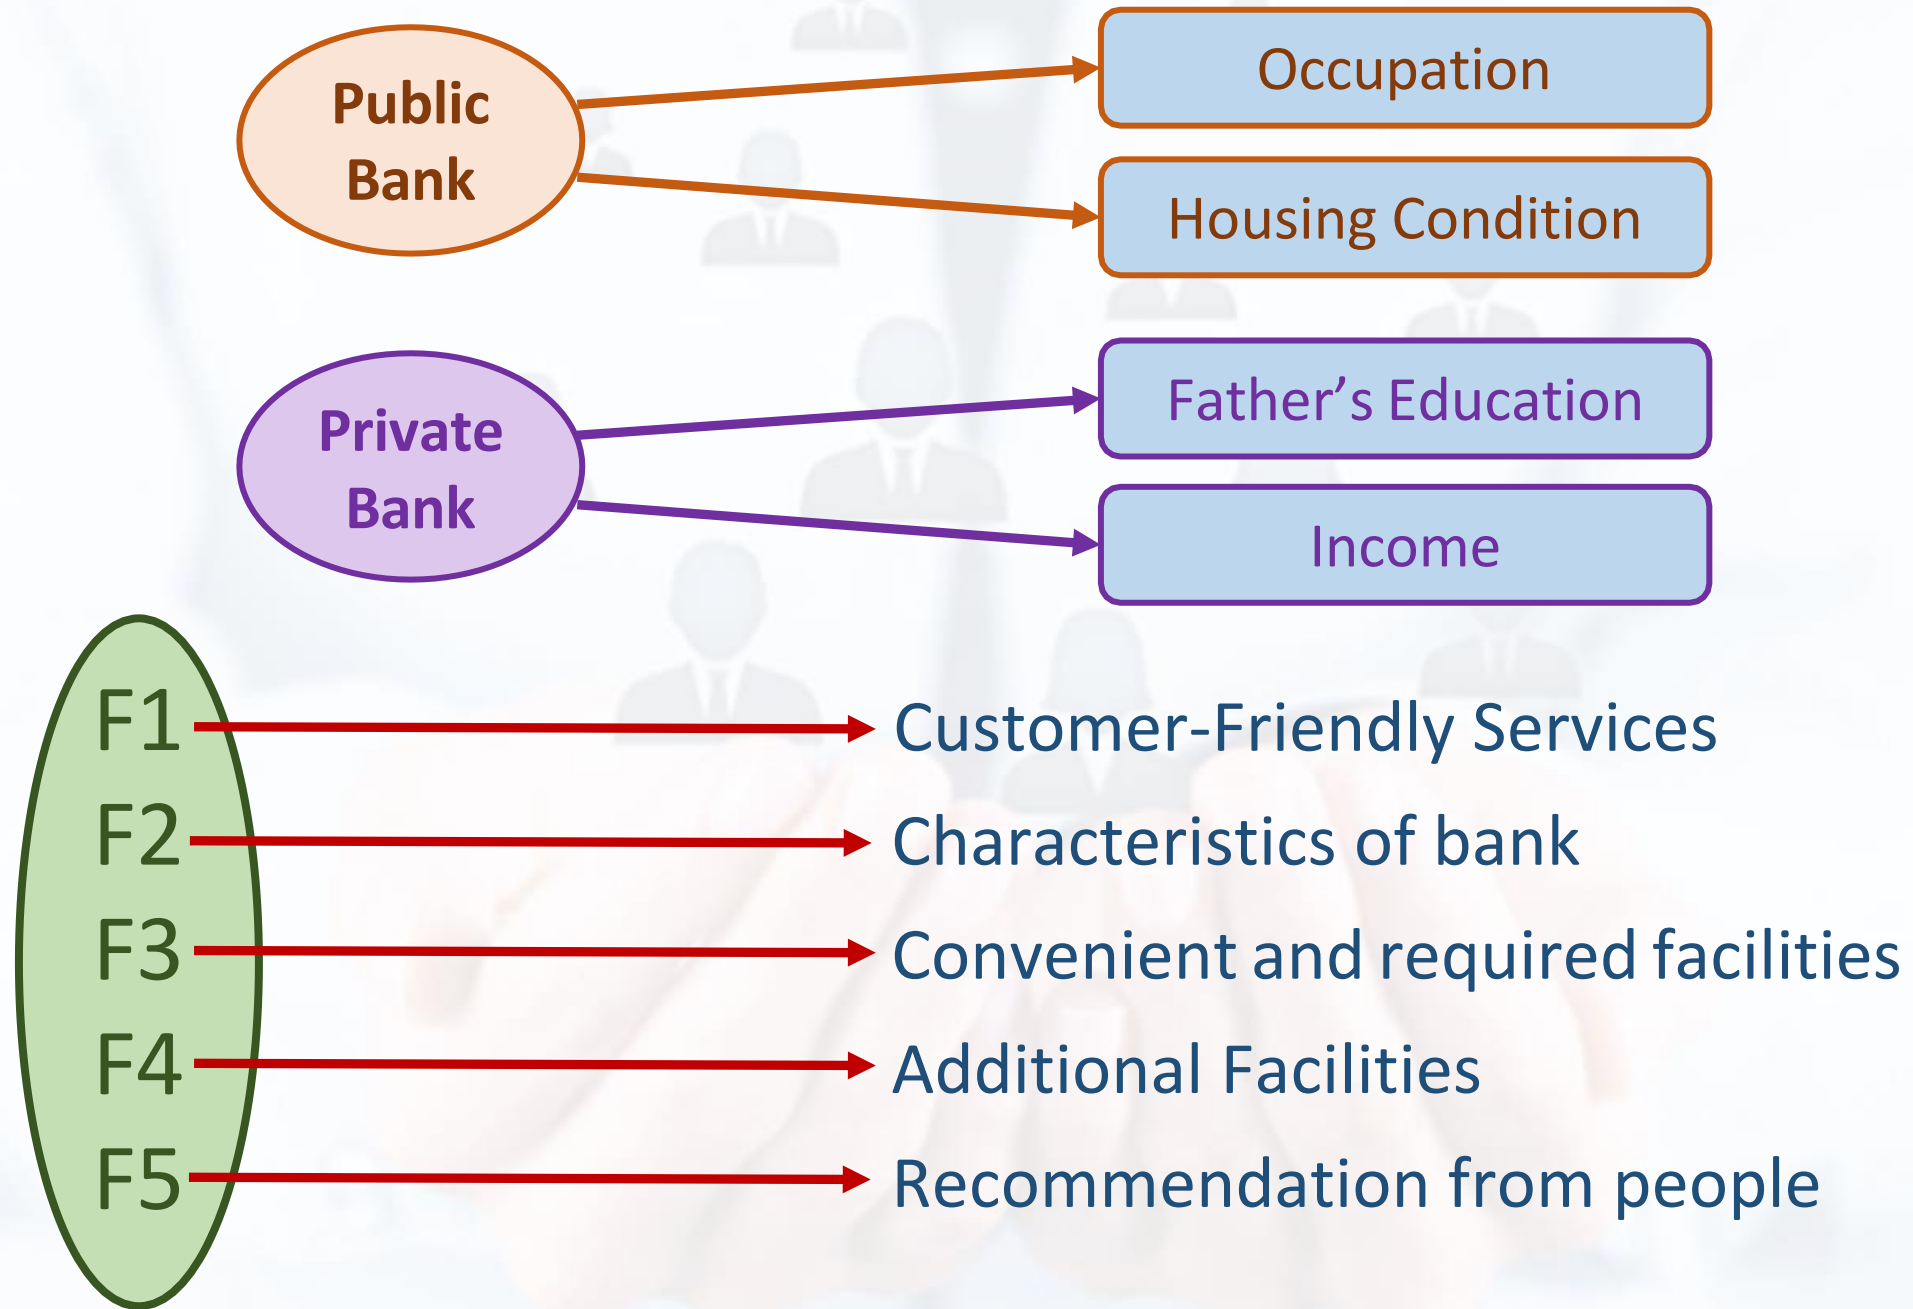 Public
Bank
Occupation
Housing Condition
Private
Bank
Father’s Education
Income
F1 Customer-Friendly Services
F2 Characteristics of bank
F3 Convenient and required facilities
F4 Additional Facilities
F5 Recommendation from people